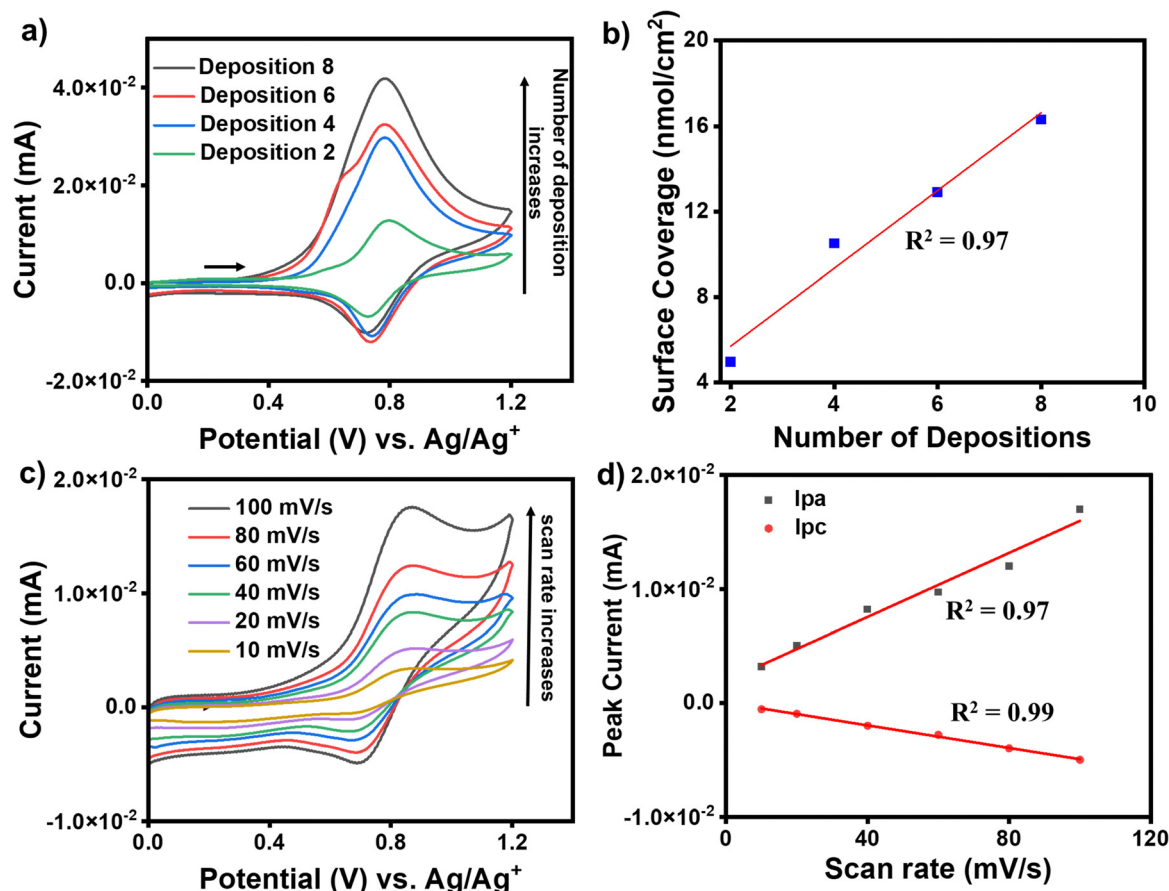 a)
Deposition 8
Deposition 6
Deposition 4
Deposition 2
Number of deposition
increases
4.0×10⁻²
2.0×10⁻²
0.0
-2.0×10⁻²
Current (mA)
0.0 0.4 0.8 1.2
Potential (V) vs. Ag/Ag⁺
b)
20
16
12
8
4
Surface Coverage (nmol/cm²)
R² = 0.97
2 4 6 8 10
Number of Depositions
c)
100 mV/s
80 mV/s
60 mV/s
40 mV/s
20 mV/s
10 mV/s
scan rate increases
2.0×10⁻²
1.0×10⁻²
0.0
-1.0×10⁻²
Current (mA)
0.0 0.4 0.8 1.2
Potential (V) vs. Ag/Ag⁺
d)
Ipa
Ipc
2.0×10⁻²
1.0×10⁻²
0.0
-1.0×10⁻²
Peak Current (mA)
R² = 0.97
R² = 0.99
0 40 80 120
Scan rate (mV/s)